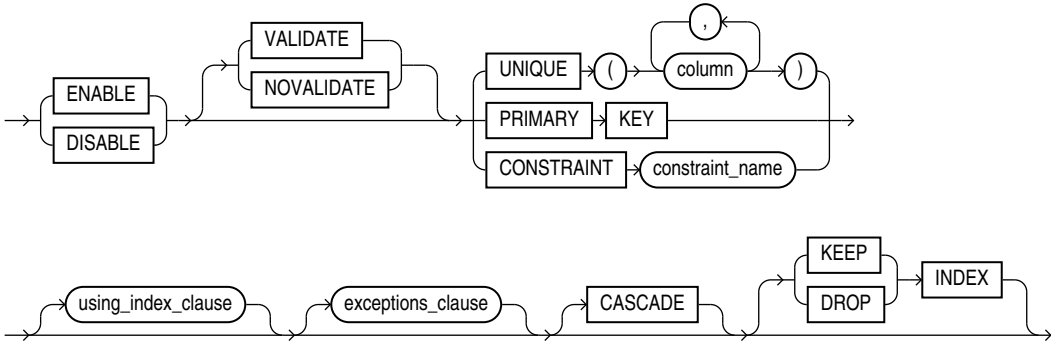 ,
VALIDATE
UNIQUE ( column )
ENABLE NOVALIDATE
PRIMARY KEY
DISABLE
CONSTRAINT constraint_name
KEEP
using_index_clause exceptions_clause CASCADE INDEX
DROP